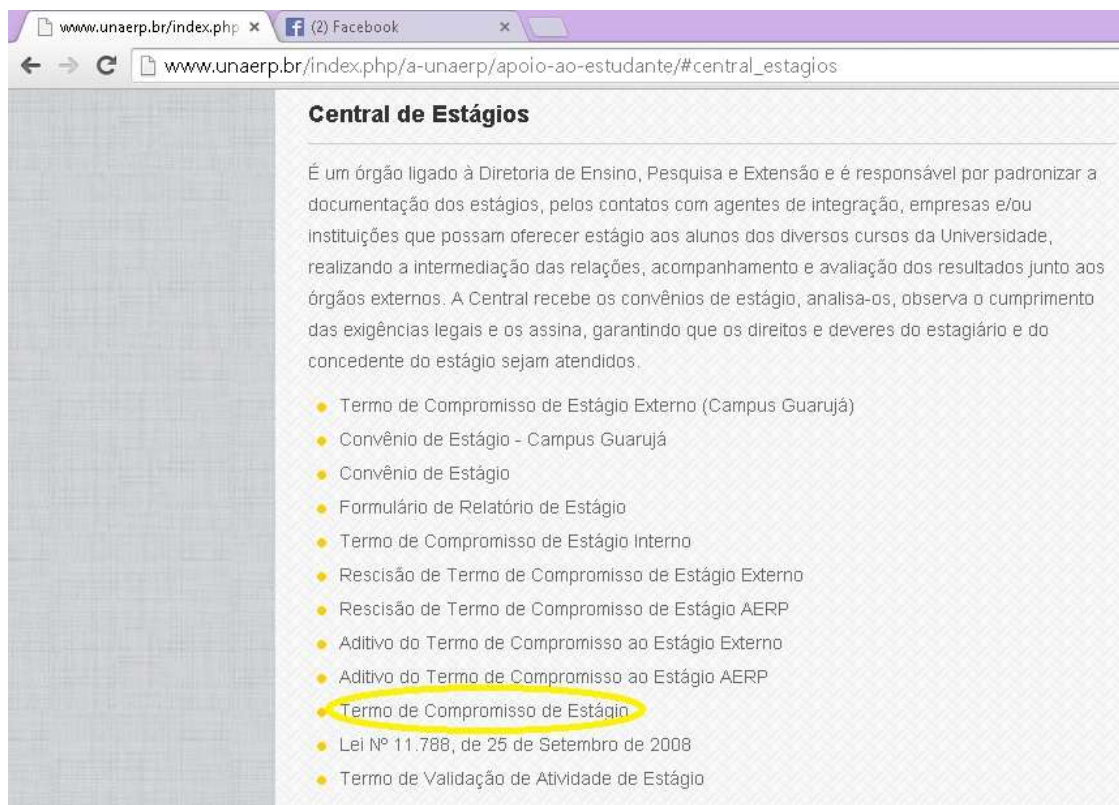 www.unaerp.br/index.php
(2) Facebook
www.unaerp.br/index.php/a-unaerp/apoio-ao-estudante/#central_estagios
Central de Estágios
É um órgão ligado à Diretoria de Ensino, Pesquisa e Extensão e é responsável por padronizar a
documentação dos estágios, pelos contatos com agentes de integração, empresas e/ou
instituições que possam oferecer estágio aos alunos dos diversos cursos da Universidade,
realizando a intermediação das relações, acompanhamento e avaliação dos resultados junto aos
órgãos externos. A Central recebe os convênios de estágio, analisa-os, observa o cumprimento
das exigências legais e os assina, garantindo que os direitos e deveres do estagiário e do
concedente do estágio sejam atendidos.
Termo de Compromisso de Estágio Externo (Campus Guarujá)
Convênio de Estágio - Campus Guarujá
Convênio de Estágio
Formulário de Relatório de Estágio
Termo de Compromisso de Estágio Interno
Rescisão de Termo de Compromisso de Estágio Externo
Rescisão de Termo de Compromisso de Estágio AERP
Aditivo do Termo de Compromisso ao Estágio Externo
Aditivo do Termo de Compromisso ao Estágio AERP
Termo de Compromisso de Estágio
Lei Nº 11.788, de 25 de Setembro de 2008
Termo de Validação de Atividade de Estágio